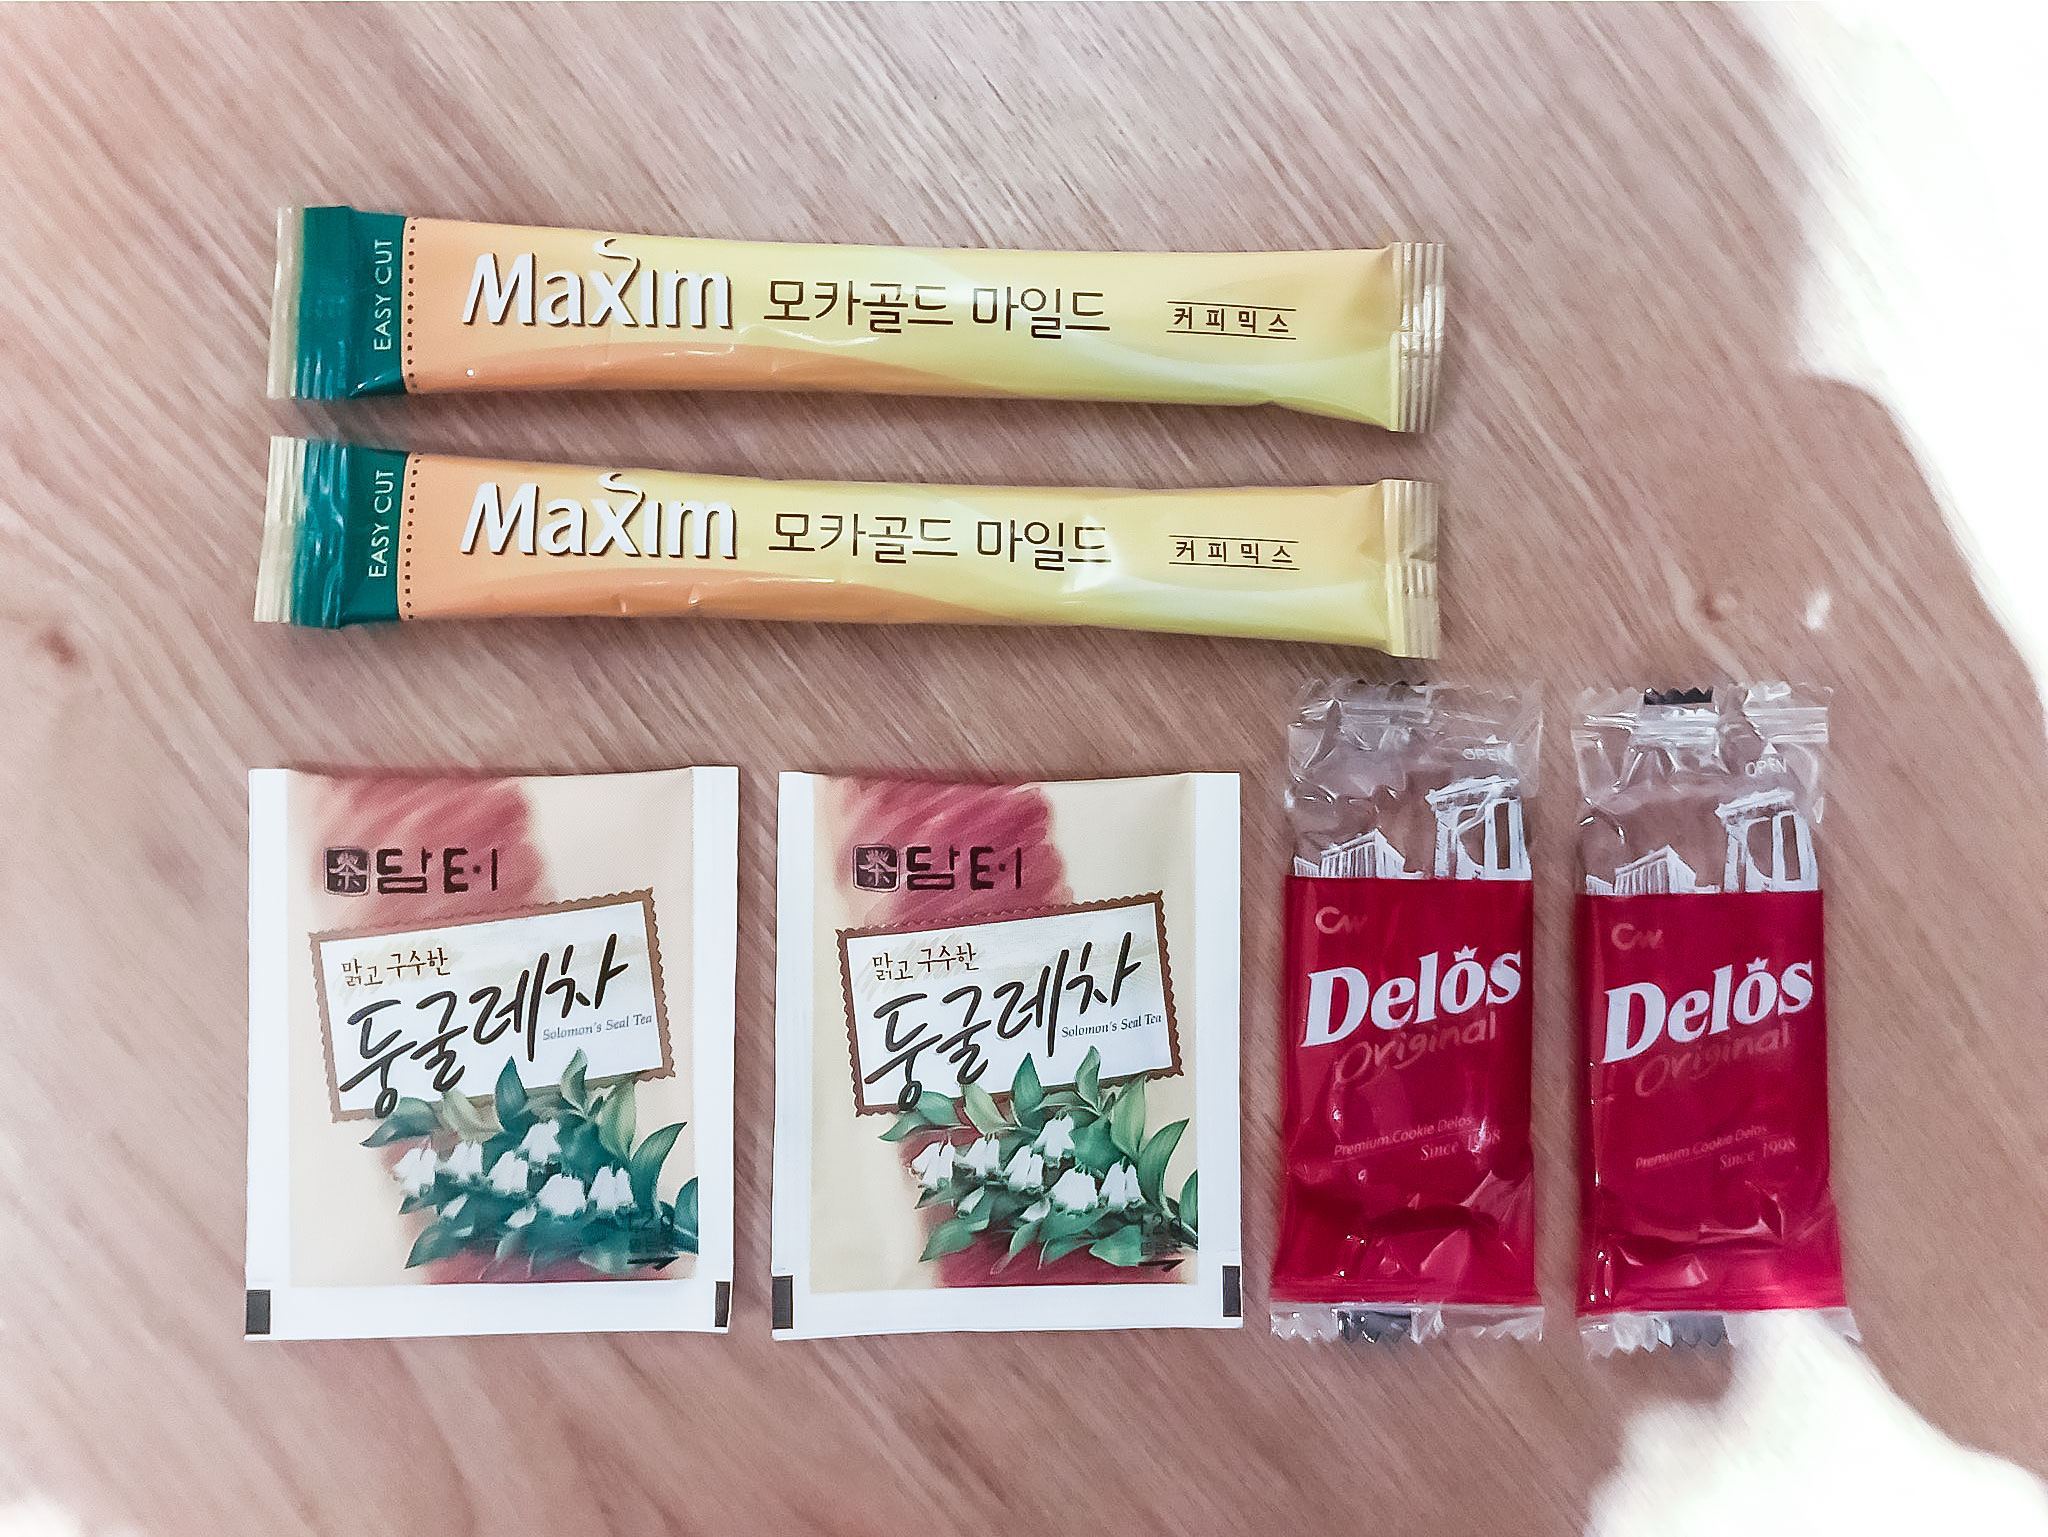 EASY CUT
Maxim 모카골드 마일드 커피믹스
EASY CUT
Maxim 모카골드 마일드 커피믹스
茶 담터
맑고 구수한
둥굴레차
Solomon's Seal Tea
茶 담터
맑고 구수한
둥굴레차
Solomon's Seal Tea
OPEN
CW
Delos
Original
Premium Cookie Delos
Since 1998
OPEN
CW
Delos
Original
Premium Cookie Delos
Since 1998